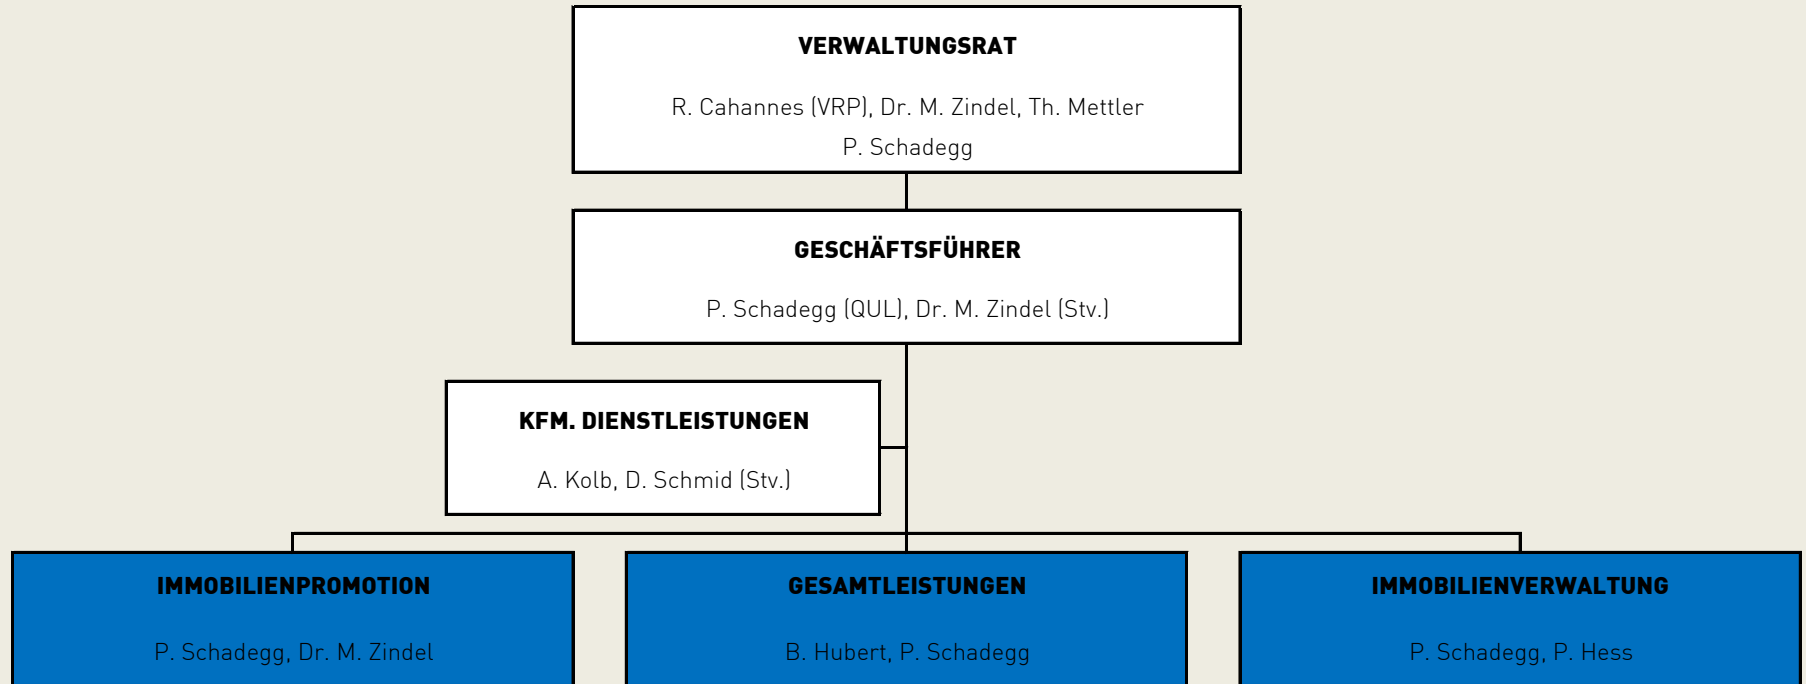 VERWALTUNGSRAT
R. Cahannes (VRP), Dr. M. Zindel, Th. Mettler
P. Schadegg
GESCHÄFTSFÜHRER
P. Schadegg (QUL), Dr. M. Zindel (Stv.)
KFM. DIENSTLEISTUNGEN
A. Kolb, D. Schmid (Stv.)
IMMOBILIENPROMOTION
P. Schadegg, Dr. M. Zindel
GESAMTLEISTUNGEN
B. Hubert, P. Schadegg
IMMOBILIENVERWALTUNG
P. Schadegg, P. Hess